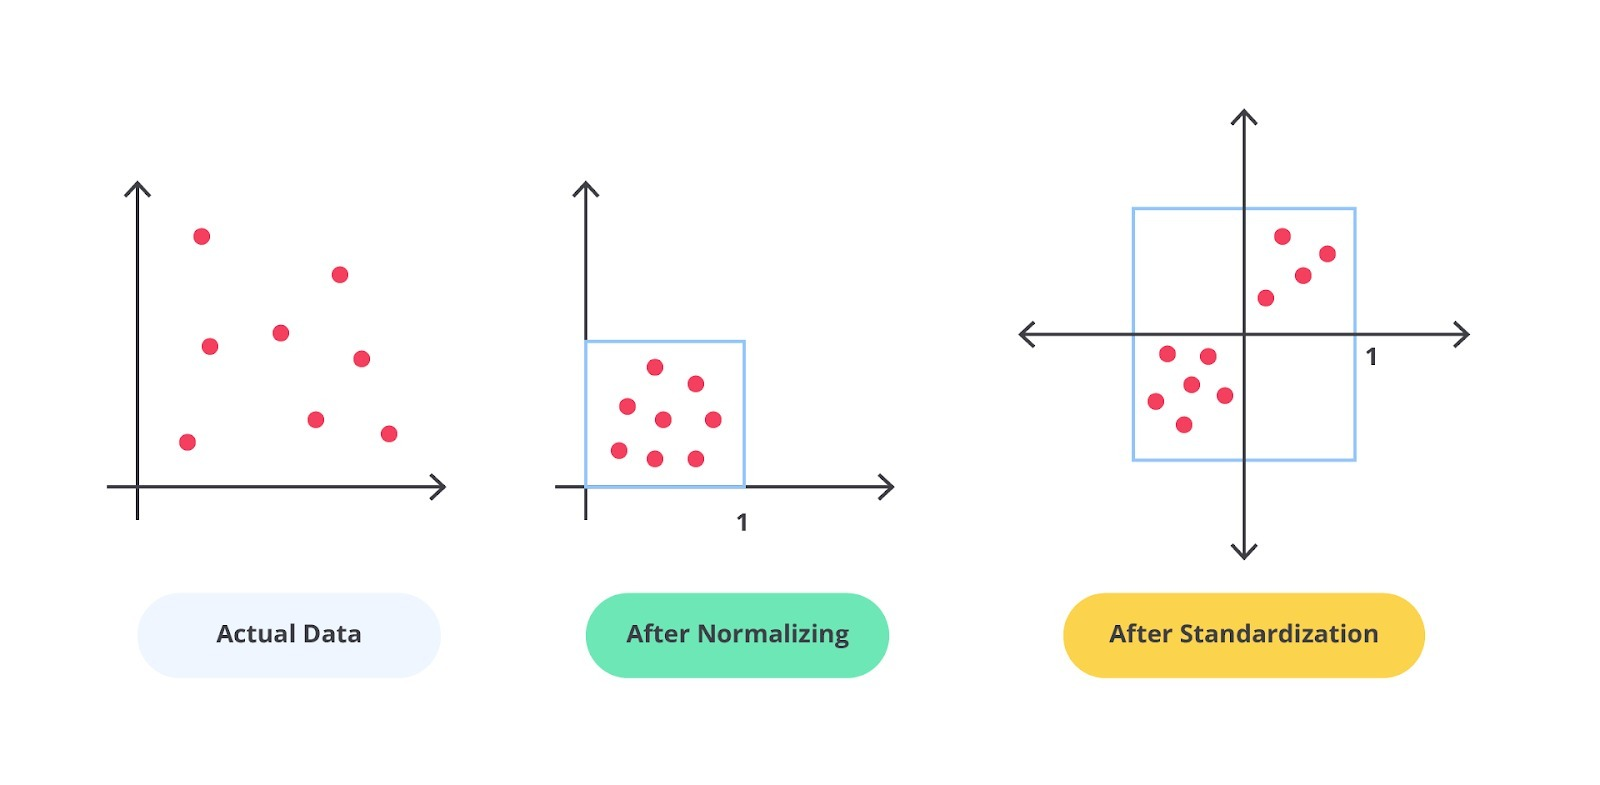 1
1
Actual Data
After Normalizing
After Standardization